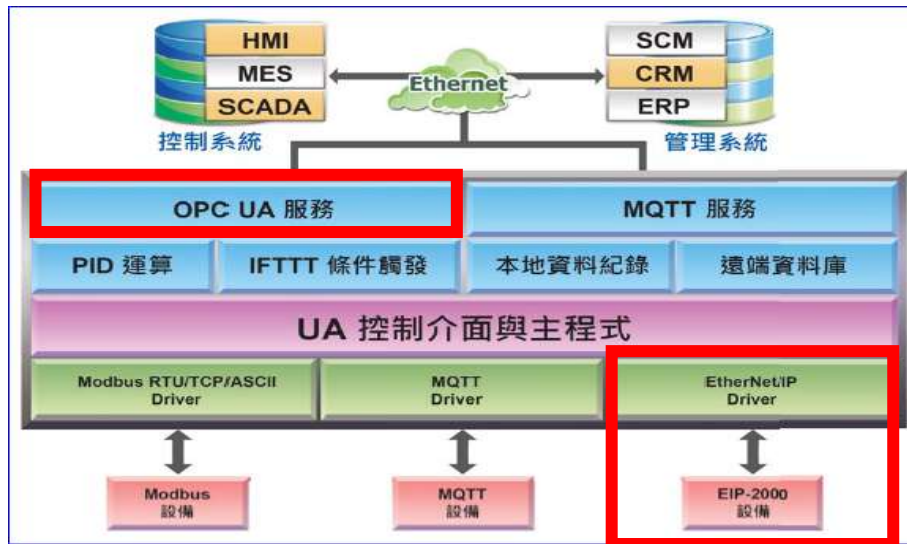 HMI
MES
SCADA
控制系統
Ethernet
SCM
CRM
ERP
管理系統
OPC UA 服務
MQTT 服務
PID 運算
IFTTT 條件觸發
本地資料紀錄
遠端資料庫
UA 控制介面與主程式
Modbus RTU/TCP/ASCII
Driver
MQTT
Driver
EtherNet/IP
Driver
Modbus
設備
MQTT
設備
EIP-2000
設備